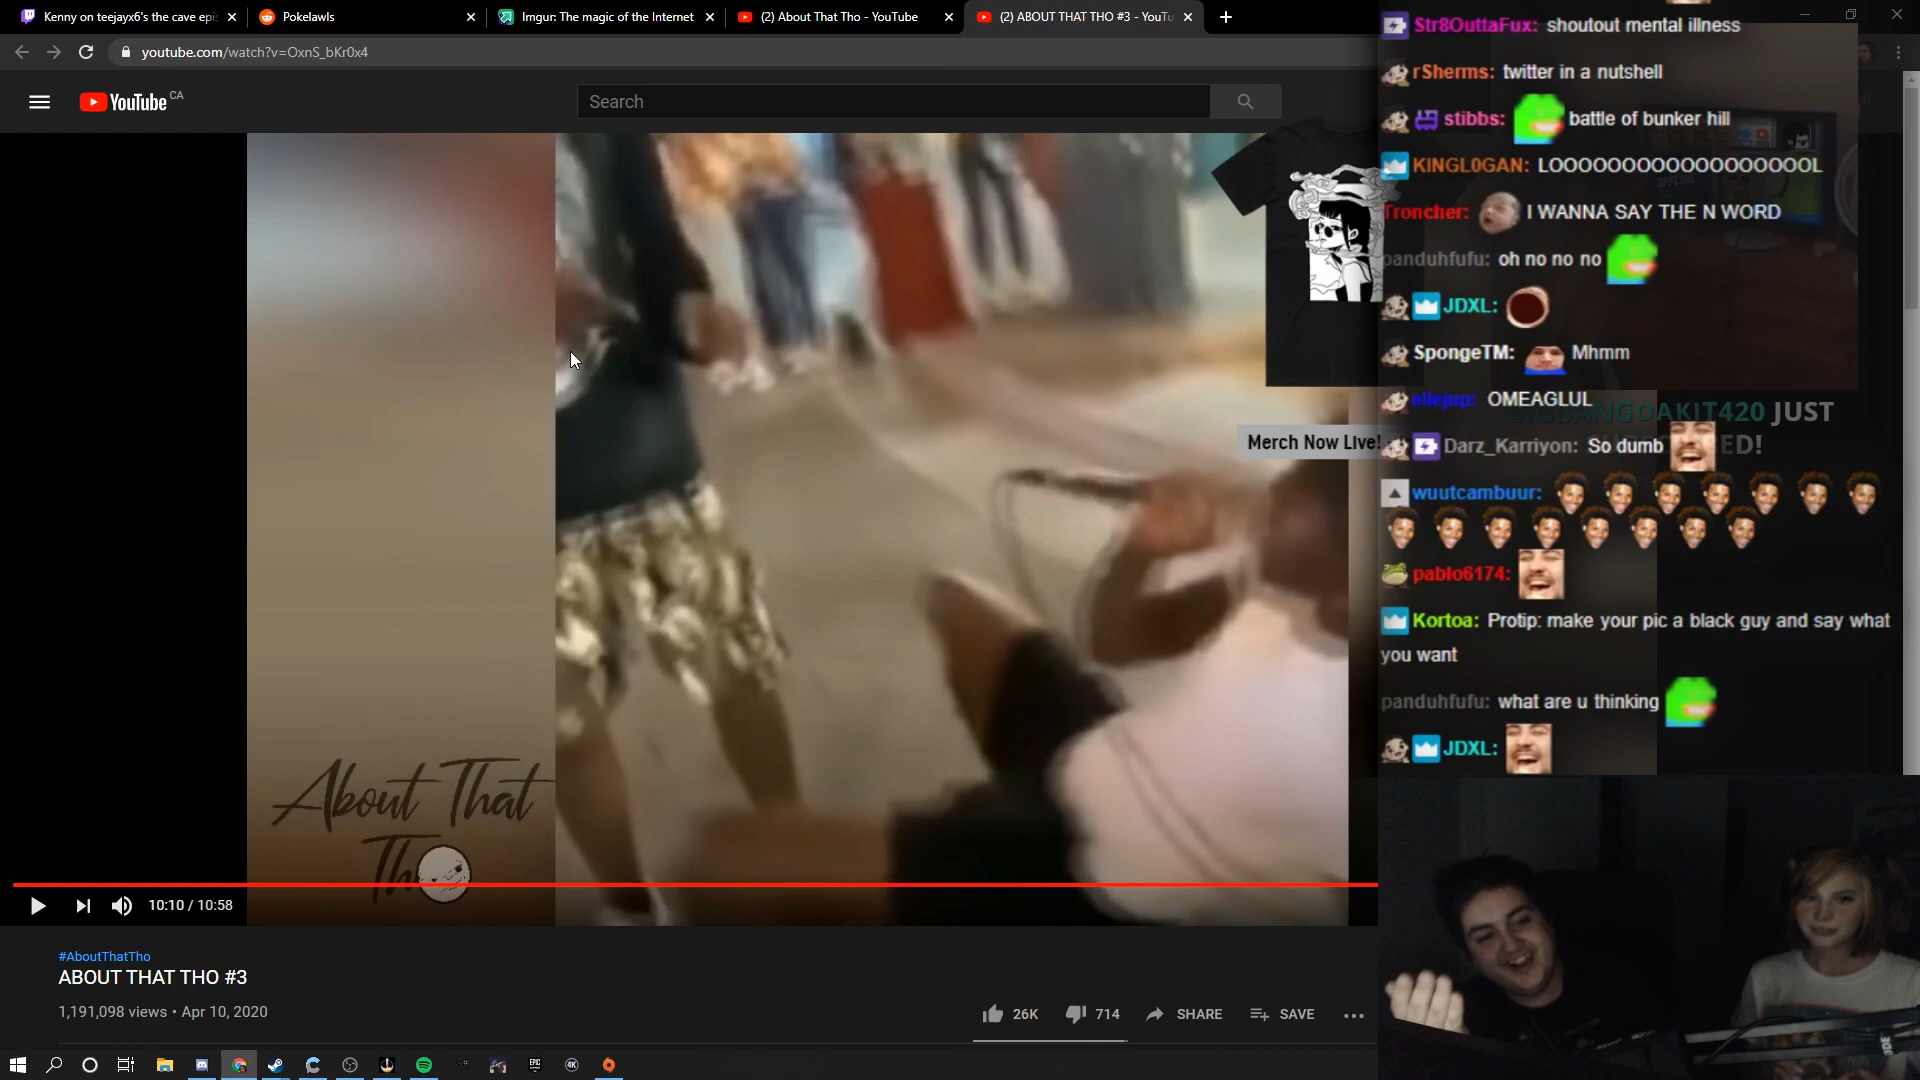 Kenny on teejayx6's the cave epi
Pokelawls
Imgur: The magic of the Internet
(2) About That Tho - YouTube
(2) ABOUT THAT THO #3 - YouTu
youtube.com/watch?v=OxnS_bKr0x4
YouTube CA
Search
Merch Now Live!
About That
Tho
10:10 / 10:58
#AboutThatTho
ABOUT THAT THO #3
1,191,098 views • Apr 10, 2020
26K
714
SHARE
SAVE
Str8OuttaFux: shoutout mental illness
rSherms: twitter in a nutshell
stibbs: battle of bunker hill
KINGL0GAN: LOOOOOOOOOOOOOOOOOOL
Troncher: I WANNA SAY THE N WORD
panduhfufu: oh no no no
JDXL:
SpongeTM: Mhmm
ellejup: OMEAGLUL
GOAKIT420 JUST
ED!
Darz_Karriyon: So dumb
wuutcambuur:
pablo6174:
Kortoa: Protip: make your pic a black guy and say what
you want
panduhfufu: what are u thinking
JDXL: